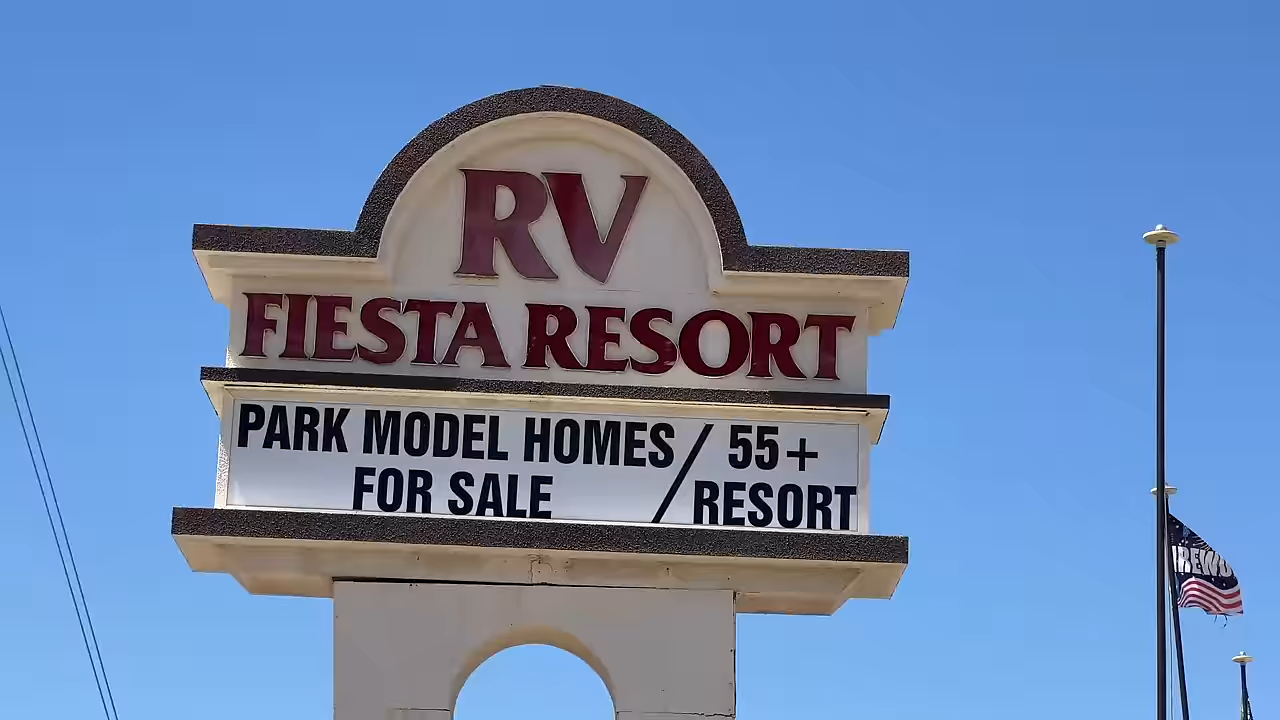 RV
FIESTA RESORT
PARK MODEL HOMES / 55+
FOR SALE RESORT